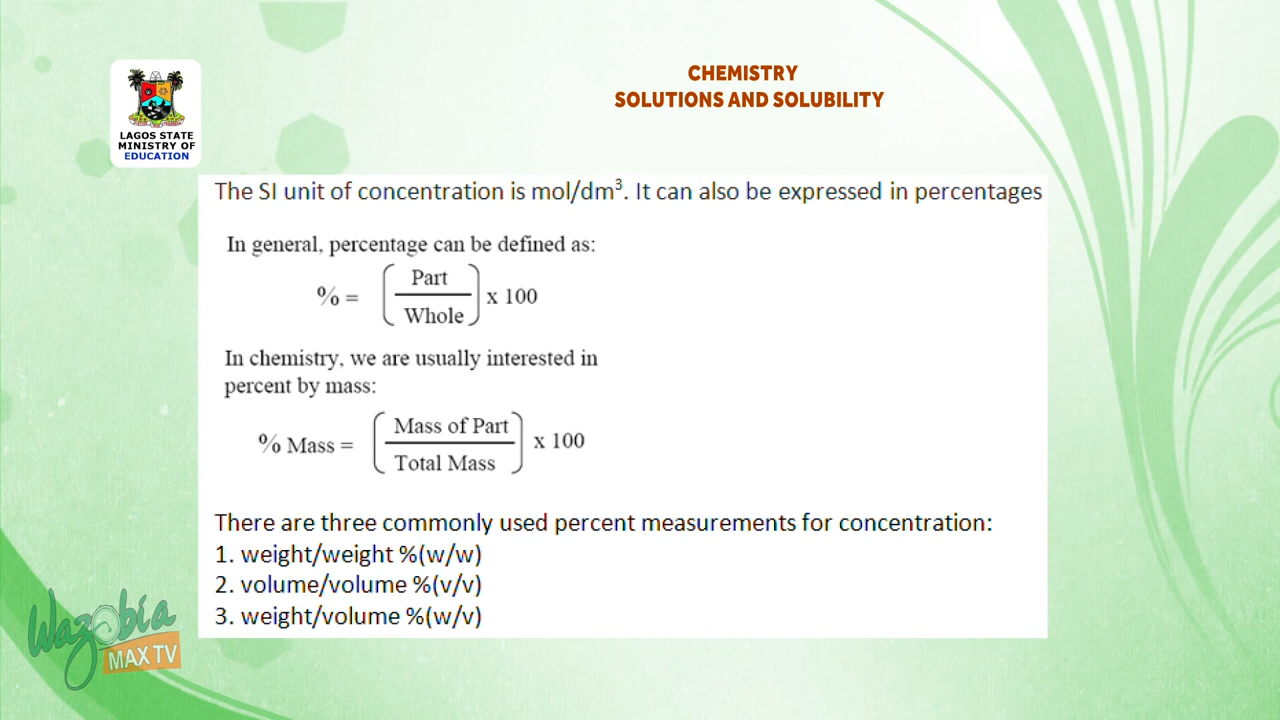 CHEMISTRY
SOLUTIONS AND SOLUBILITY
LAGOS STATE
MINISTRY OF
EDUCATION
The SI unit of concentration is mol/dm³. It can also be expressed in percentages
In general, percentage can be defined as:
% = (Part / Whole) x 100
In chemistry, we are usually interested in
percent by mass:
% Mass = (Mass of Part / Total Mass) x 100
There are three commonly used percent measurements for concentration:
1. weight/weight %(w/w)
2. volume/volume %(v/v)
3. weight/volume %(w/v)
Wazobia
MAX TV